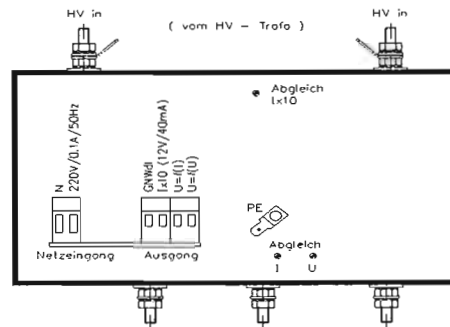 HV in
( vom HV - Trafo )
HV in
Abgleich
Ix10
N
220V/0.1A/50Hz
GNWdl
Ix10 (12V/40mA)
U=f(I)
U=f(U)
PE
Netzeingang
Ausgang
Abgleich
I
U